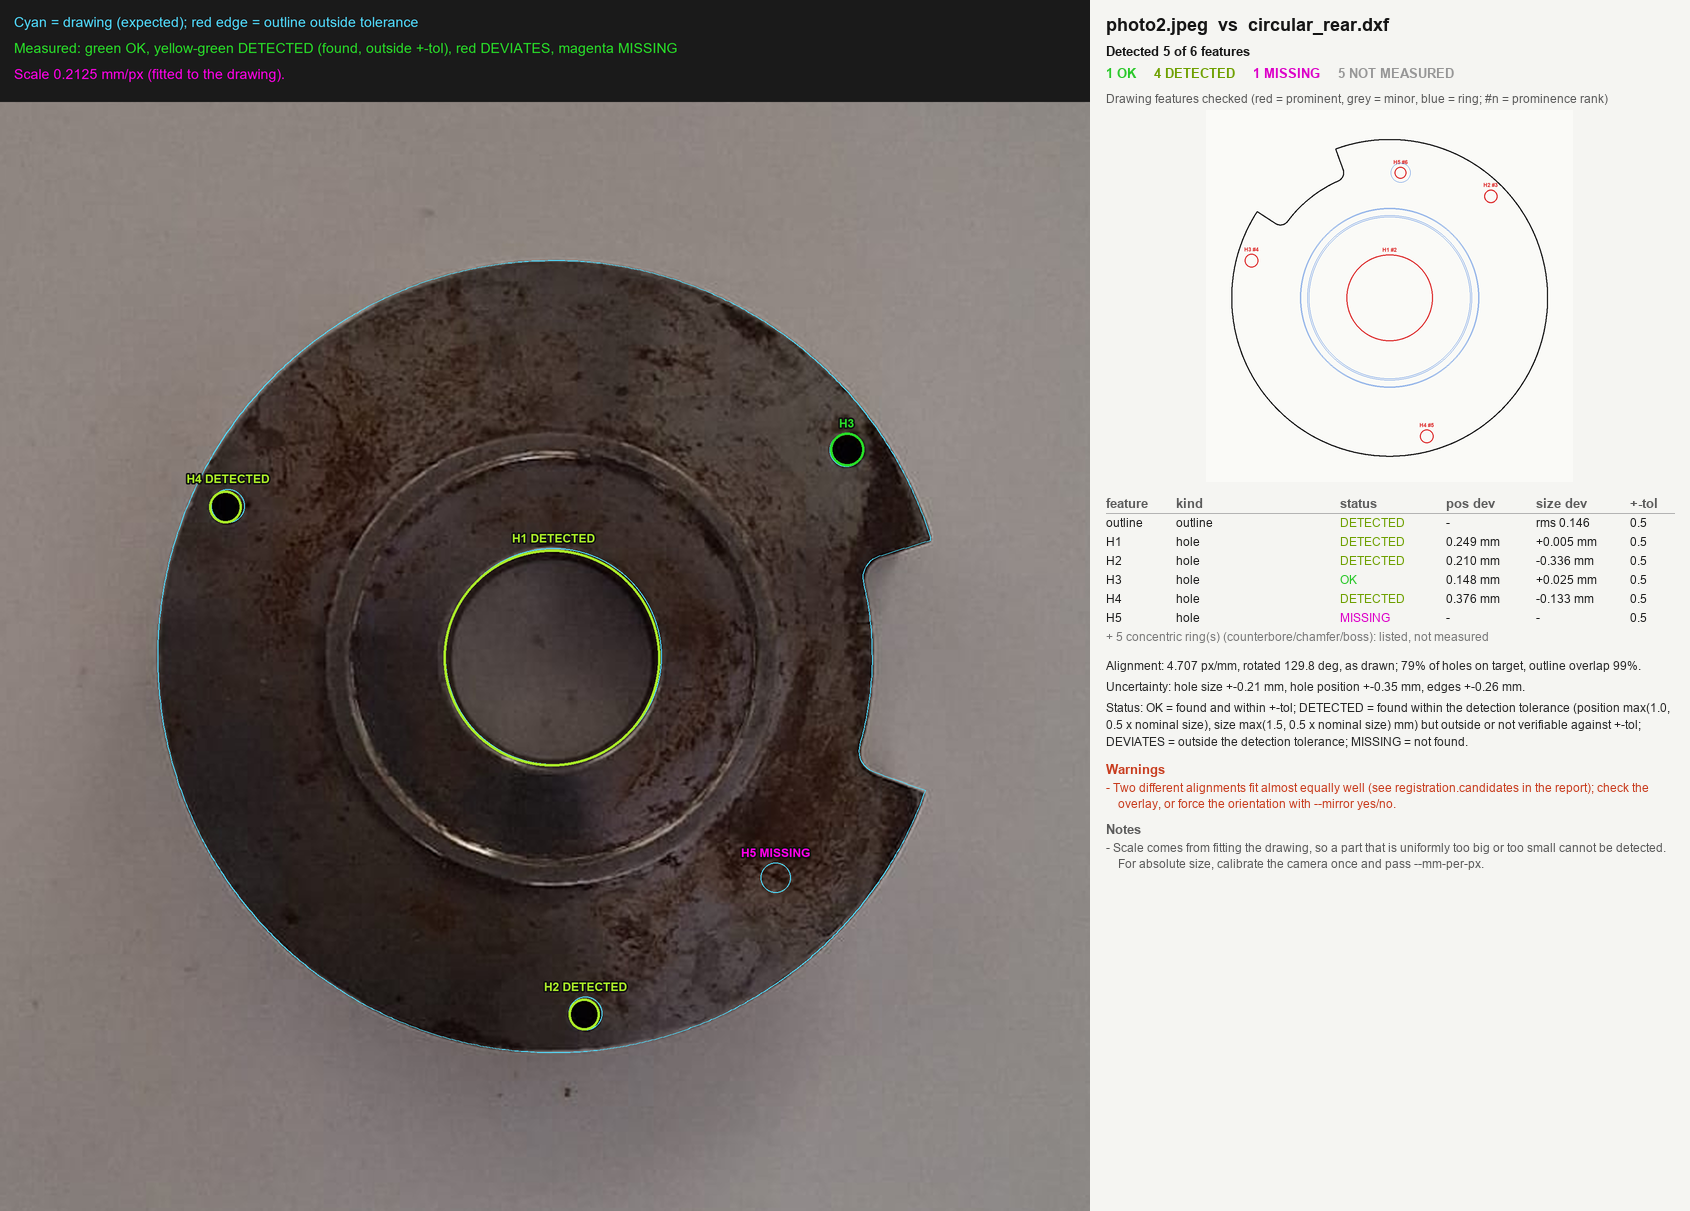 Cyan = drawing (expected); red edge = outline outside tolerance
Measured: green OK, yellow-green DETECTED (found, outside +-tol), red DEVIATES, magenta MISSING
Scale 0.2125 mm/px (fitted to the drawing).
H3
H4 DETECTED
H1 DETECTED
H5 MISSING
H2 DETECTED
photo2.jpeg vs circular_rear.dxf
Detected 5 of 6 features
1 OK 4 DETECTED 1 MISSING 5 NOT MEASURED
Drawing features checked (red = prominent, grey = minor, blue = ring; #n = prominence rank)
H5 #6
H2 #3
H3 #4
H1 #2
H4 #5
feature kind status pos dev size dev +-tol
outline outline DETECTED - rms 0.146 0.5
H1 hole DETECTED 0.249 mm +0.005 mm 0.5
H2 hole DETECTED 0.210 mm -0.336 mm 0.5
H3 hole OK 0.148 mm +0.025 mm 0.5
H4 hole DETECTED 0.376 mm -0.133 mm 0.5
H5 hole MISSING - - 0.5
+ 5 concentric ring(s) (counterbore/chamfer/boss): listed, not measured
Alignment: 4.707 px/mm, rotated 129.8 deg, as drawn; 79% of holes on target, outline overlap 99%.
Uncertainty: hole size +-0.21 mm, hole position +-0.35 mm, edges +-0.26 mm.
Status: OK = found and within +-tol; DETECTED = found within the detection tolerance (position max(1.0,
0.5 x nominal size), size max(1.5, 0.5 x nominal size) mm) but outside or not verifiable against +-tol;
DEVIATES = outside the detection tolerance; MISSING = not found.
Warnings
- Two different alignments fit almost equally well (see registration.candidates in the report); check the
overlay, or force the orientation with --mirror yes/no.
Notes
- Scale comes from fitting the drawing, so a part that is uniformly too big or too small cannot be detected.
For absolute size, calibrate the camera once and pass --mm-per-px.